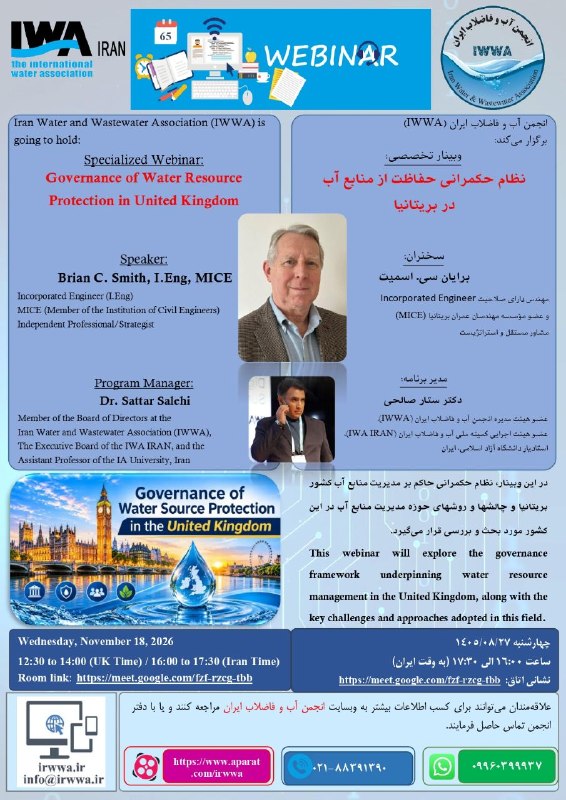 IWA IRAN
the international
water association
65
WEBINAR
انجمن آب و فاضلاب ایران
IWWA
Iran Water & Wastewater Association
Iran Water and Wastewater Association (IWWA) is
going to hold:
Specialized Webinar:
Governance of Water Resource
Protection in United Kingdom
Speaker:
Brian C. Smith, I.Eng, MICE
Incorporated Engineer (I.Eng)
MICE (Member of the Institution of Civil Engineers)
Independent Professional/Strategist
Program Manager:
Dr. Sattar Salehi
Member of the Board of Directors at the
Iran Water and Wastewater Association (IWWA),
The Executive Board of the IWA IRAN, and the
Assistant Professor of the IA University, Iran
انجمن آب و فاضلاب ایران (IWWA)
برگزار می‌کند:
وبینار تخصصی:
نظام حکمرانی حفاظت از منابع آب
در بریتانیا
سخنران:
برایان سی. اسمیت
مهندس دارای صلاحیت Incorporated Engineer
و عضو مؤسسه مهندسان عمران بریتانیا (MICE)
مشاور مستقل و استراتژیست
مدیر برنامه:
دکتر ستار صالحی
عضو هیئت مدیره انجمن آب و فاضلاب ایران (IWWA)،
عضو هیئت اجرایی کمیته ملی آب و فاضلاب ایران (IWA IRAN)،
استادیار دانشگاه آزاد اسلامی، ایران
Governance of
Water Source Protection
in the United Kingdom
در این وبینار، نظام حکمرانی حاکم بر مدیریت منابع آب کشور
بریتانیا و چالشها و روشهای حوزه مدیریت منابع آب در این
کشور مورد بحث و بررسی قرار می‌گیرد.
This webinar will explore the governance
framework underpinning water resource
management in the United Kingdom, along with the
key challenges and approaches adopted in this field.
Wednesday, November 18, 2026
12:30 to 14:00 (UK Time) / 16:00 to 17:30 (Iran Time)
Room link: https://meet.google.com/fzf-rzcg-tbb
چهارشنبه ۱۴۰۵/۰۸/۲۷
ساعت ۱۶:۰۰ الی ۱۷:۳۰ (به وقت ایران)
نشانی اتاق: https://meet.google.com/fzf-rzcg-tbb
irwwa.ir
info@irwwa.ir
علاقه‌مندان می‌توانند برای کسب اطلاعات بیشتر به وبسایت انجمن آب و فاضلاب ایران مراجعه کنند و یا با دفتر
انجمن تماس حاصل فرمایند.
https://www.aparat
.com/irwwa
۰۲۱-۸۸۳۹۱۳۹۰
۰۹۹۶۰۳۹۹۹۳۷